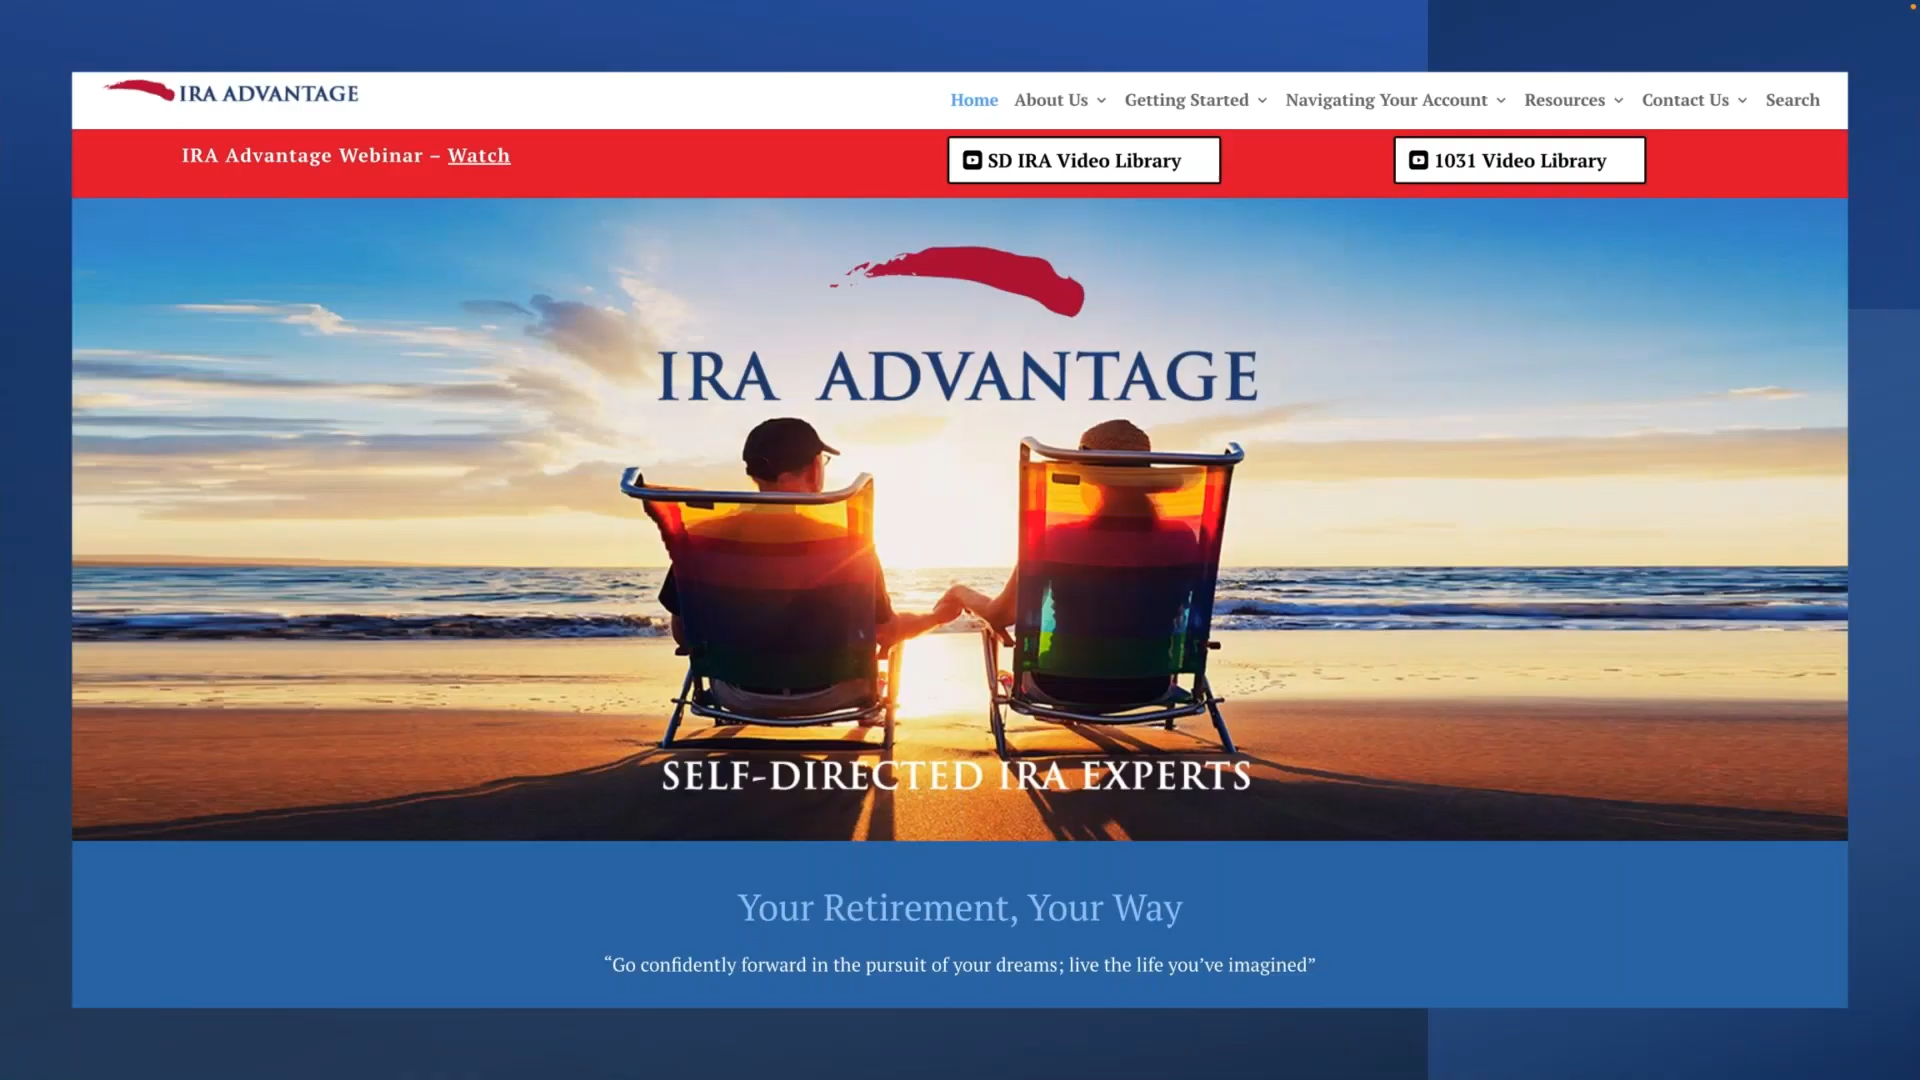 IRA ADVANTAGE
Home About Us Getting Started Navigating Your Account Resources Contact Us Search
IRA Advantage Webinar – Watch
SD IRA Video Library
1031 Video Library
IRA ADVANTAGE
SELF-DIRECTED IRA EXPERTS
Your Retirement, Your Way
“Go confidently forward in the pursuit of your dreams; live the life you’ve imagined”